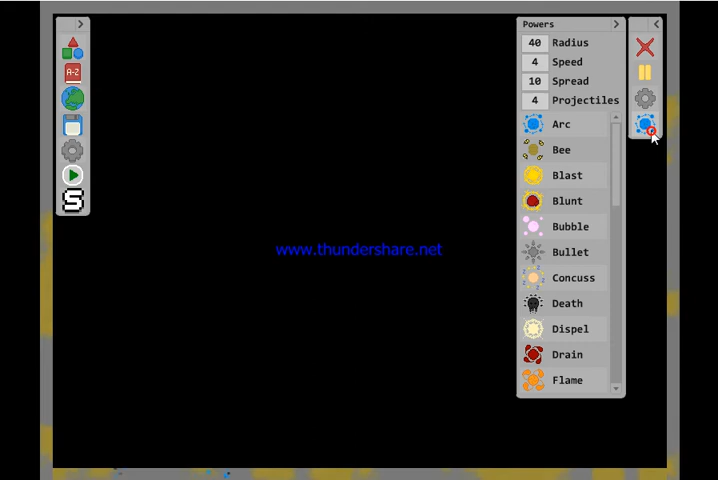 Powers
40 Radius
4 Speed
10 Spread
4 Projectiles
Arc
Bee
Blast
Blunt
Bubble
Bullet
Concuss
Death
Dispel
Drain
Flame
A-Z
S
www.thundershare.net